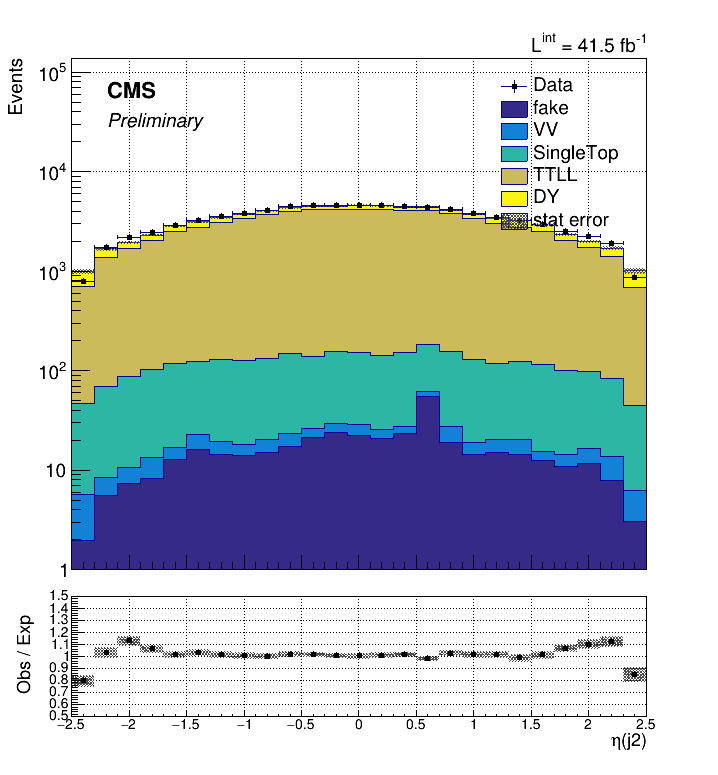 L^int = 41.5 fb^-1
Events
CMS
Preliminary
Data
fake
VV
SingleTop
TTLL
DY
stat error
10^5
10^4
10^3
10^2
10
1
Obs / Exp
1.5
1.4
1.3
1.2
1.1
1
0.9
0.8
0.7
0.6
0.5
−2.5 −2 −1.5 −1 −0.5 0 0.5 1 1.5 2 2.5
η(j2)